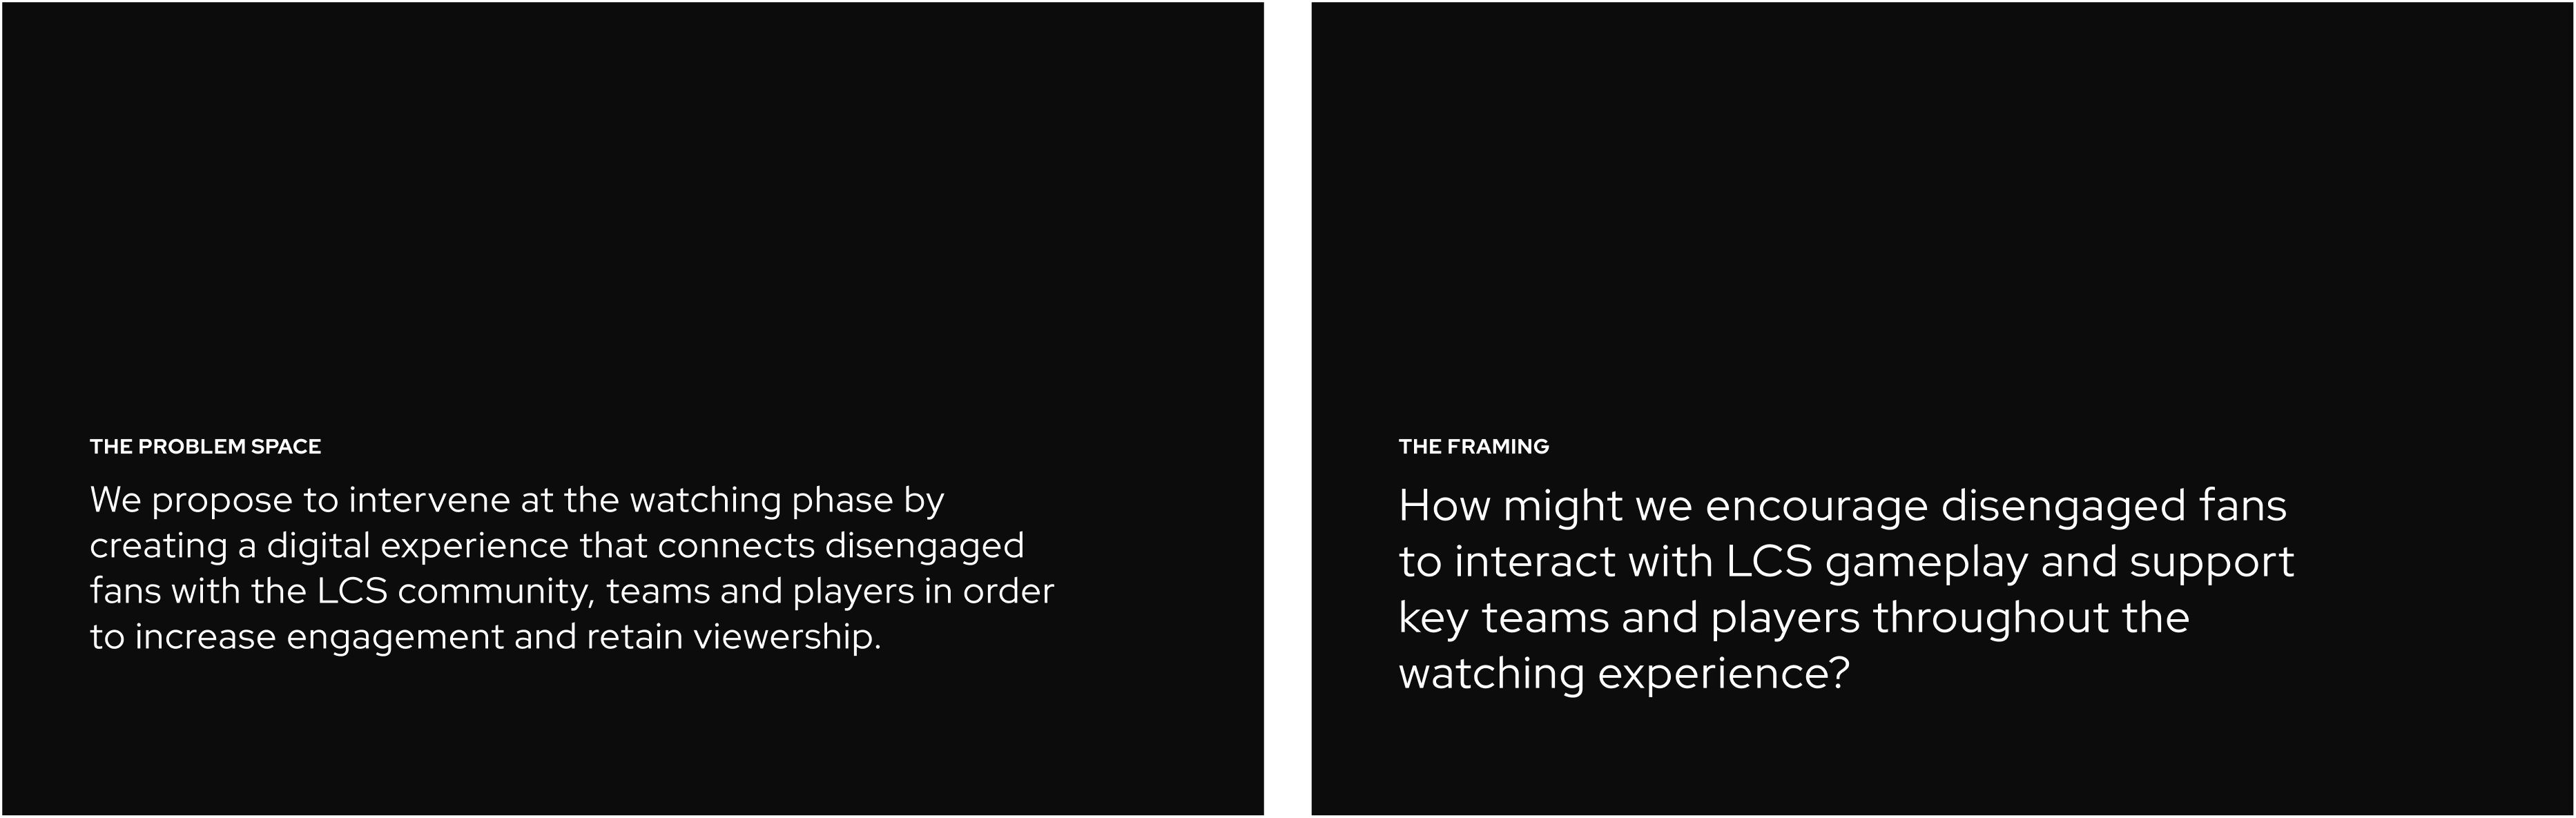 THE PROBLEM SPACE
We propose to intervene at the watching phase by
creating a digital experience that connects disengaged
fans with the LCS community, teams and players in order
to increase engagement and retain viewership.
THE FRAMING
How might we encourage disengaged fans
to interact with LCS gameplay and support
key teams and players throughout the
watching experience?